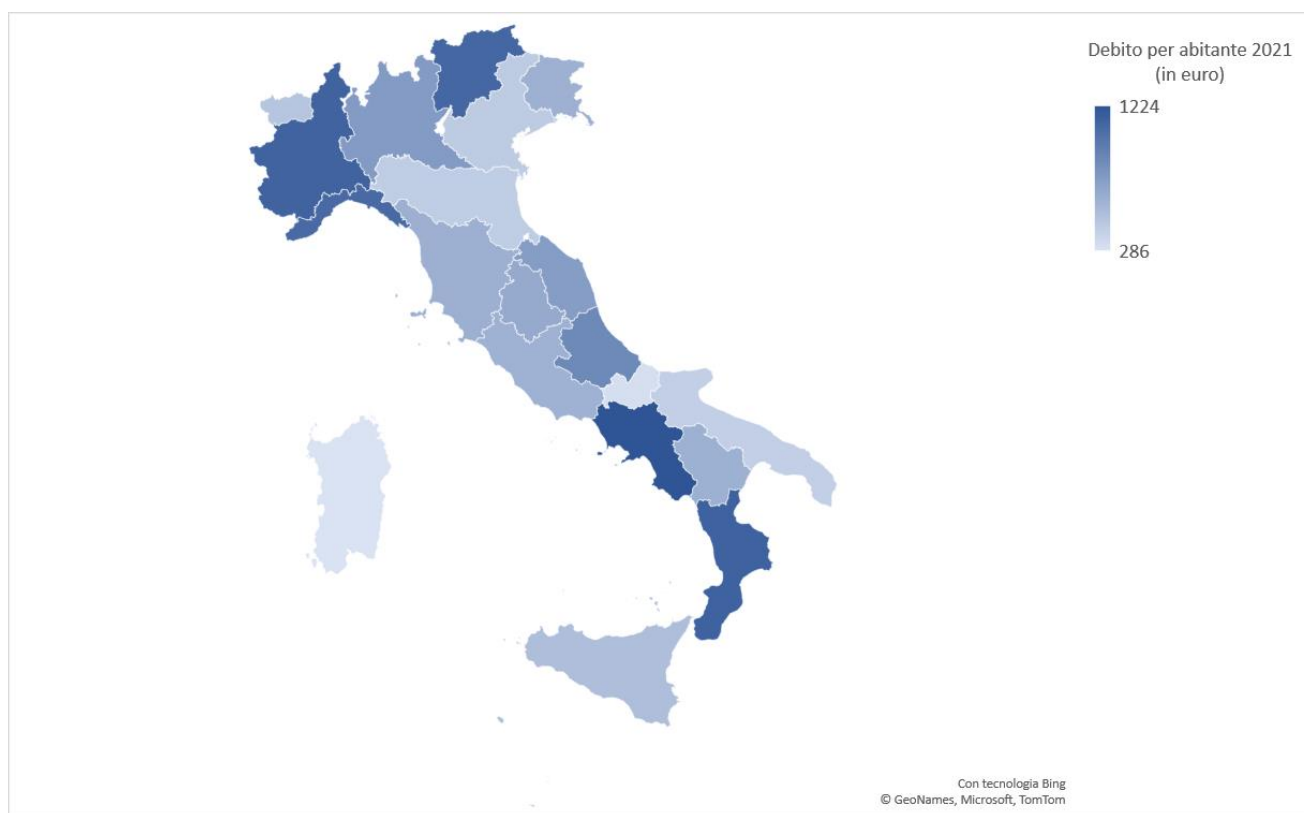 Debito per abitante 2021
(in euro)
1224
286
Con tecnologia Bing
© GeoNames, Microsoft, TomTom